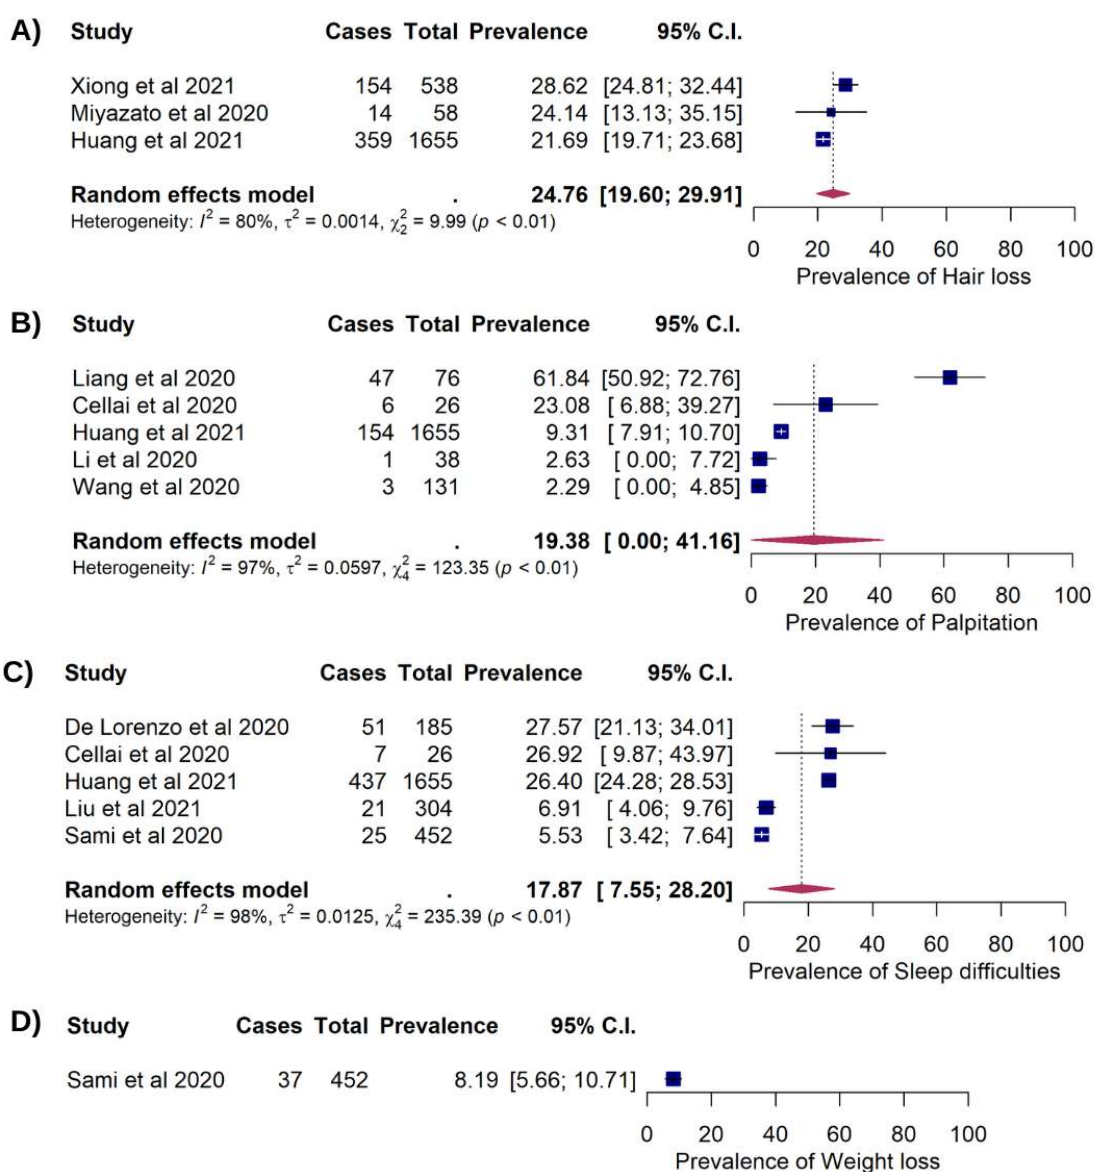 A) Study Cases Total Prevalence 95% C.I.
Xiong et al 2021 154 538 28.62 [24.81; 32.44]
Miyazato et al 2020 14 58 24.14 [13.13; 35.15]
Huang et al 2021 359 1655 21.69 [19.71; 23.68]
Random effects model . 24.76 [19.60; 29.91]
Heterogeneity: I² = 80%, τ² = 0.0014, χ²₂ = 9.99 (p < 0.01)
0 20 40 60 80 100
Prevalence of Hair loss
B) Study Cases Total Prevalence 95% C.I.
Liang et al 2020 47 76 61.84 [50.92; 72.76]
Cellai et al 2020 6 26 23.08 [ 6.88; 39.27]
Huang et al 2021 154 1655 9.31 [ 7.91; 10.70]
Li et al 2020 1 38 2.63 [ 0.00; 7.72]
Wang et al 2020 3 131 2.29 [ 0.00; 4.85]
Random effects model . 19.38 [ 0.00; 41.16]
Heterogeneity: I² = 97%, τ² = 0.0597, χ²₄ = 123.35 (p < 0.01)
0 20 40 60 80 100
Prevalence of Palpitation
C) Study Cases Total Prevalence 95% C.I.
De Lorenzo et al 2020 51 185 27.57 [21.13; 34.01]
Cellai et al 2020 7 26 26.92 [ 9.87; 43.97]
Huang et al 2021 437 1655 26.40 [24.28; 28.53]
Liu et al 2021 21 304 6.91 [ 4.06; 9.76]
Sami et al 2020 25 452 5.53 [ 3.42; 7.64]
Random effects model . 17.87 [ 7.55; 28.20]
Heterogeneity: I² = 98%, τ² = 0.0125, χ²₄ = 235.39 (p < 0.01)
0 20 40 60 80 100
Prevalence of Sleep difficulties
D) Study Cases Total Prevalence 95% C.I.
Sami et al 2020 37 452 8.19 [5.66; 10.71]
0 20 40 60 80 100
Prevalence of Weight loss